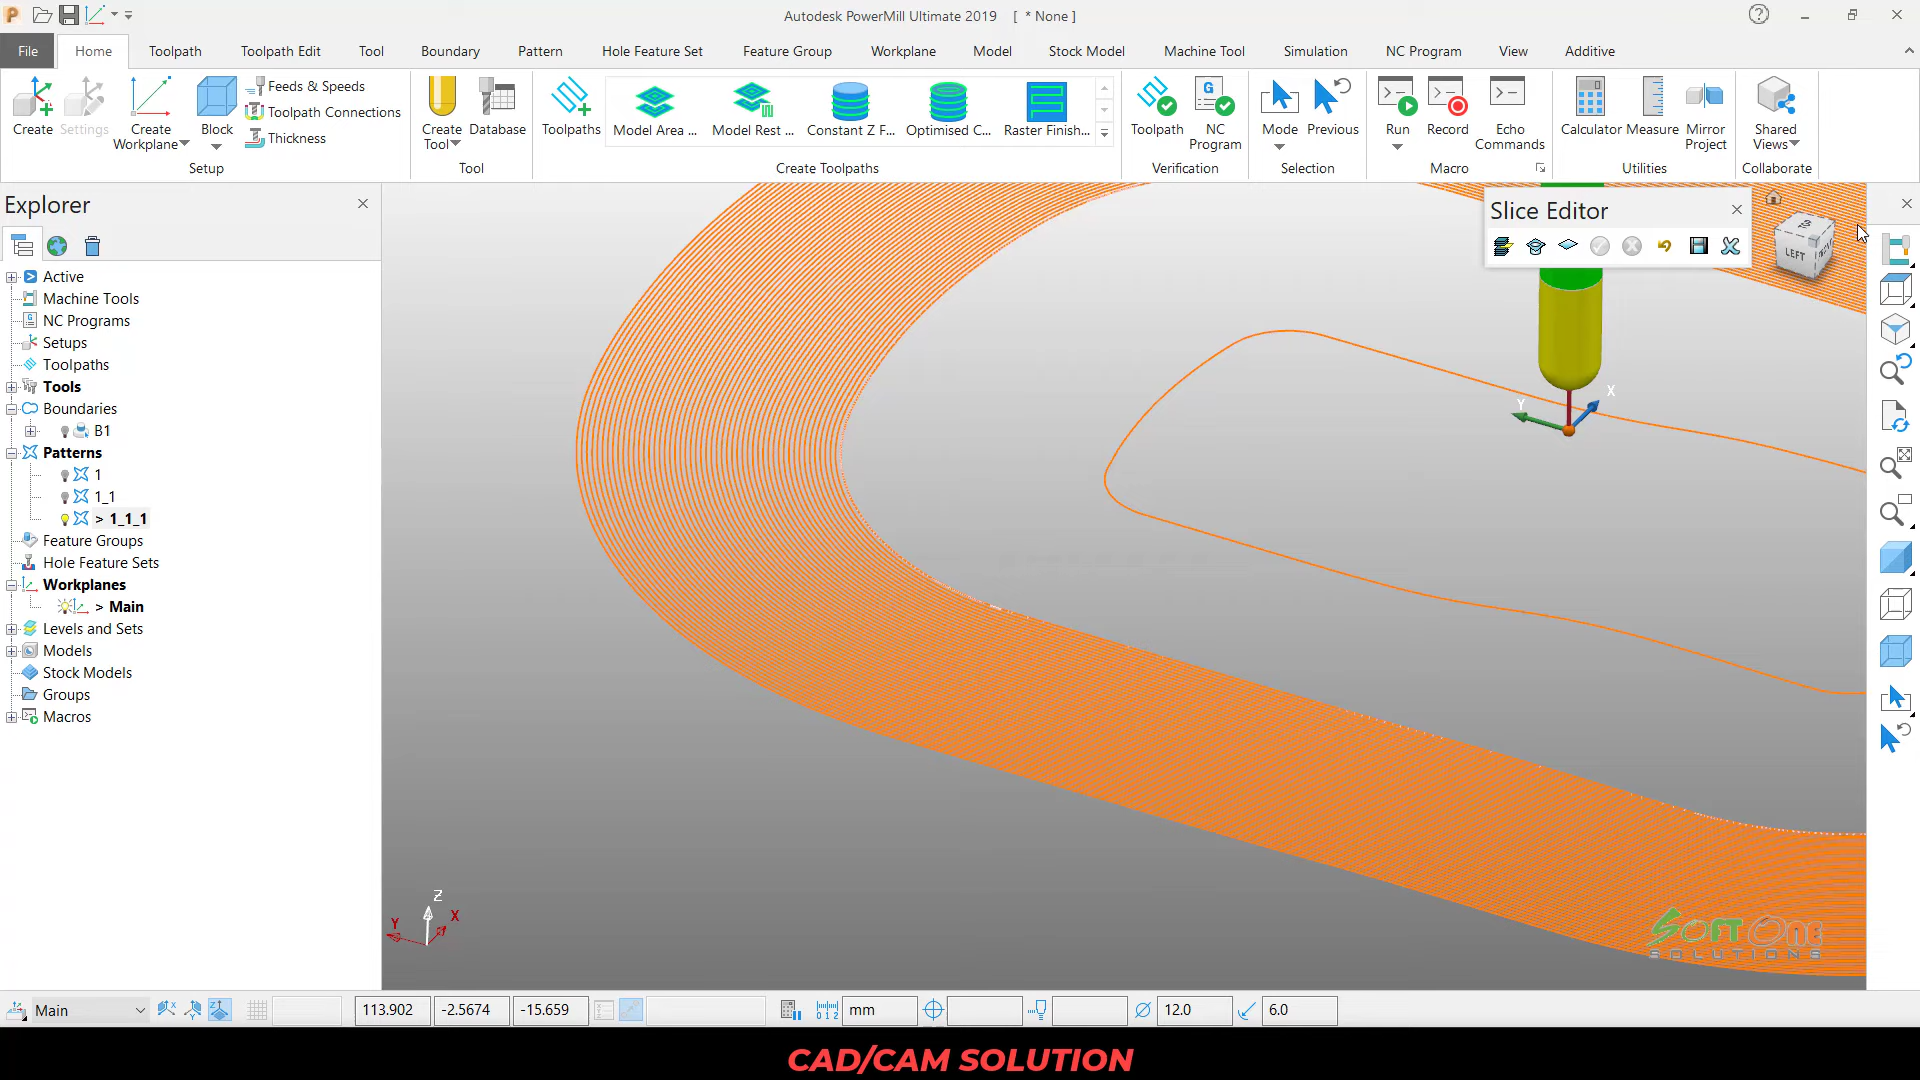 Autodesk PowerMill Ultimate 2019   [ * None ]
File Home Toolpath Toolpath Edit Tool Boundary Pattern Hole Feature Set Feature Group Workplane Model Stock Model Machine Tool Simulation NC Program View Additive
Create
Settings
Create Workplane
Block
Feeds & Speeds
Toolpath Connections
Thickness
Setup
Create Tool
Database
Tool
Toolpaths
Model Area ...
Model Rest ...
Constant Z F...
Optimised C...
Raster Finish...
Create Toolpaths
Toolpath
NC Program
Verification
Mode
Previous
Selection
Run
Record
Echo Commands
Macro
Calculator
Measure
Mirror Project
Utilities
Shared Views
Collaborate
Explorer
Active
Machine Tools
NC Programs
Setups
Toolpaths
Tools
Boundaries
B1
Patterns
1
1_1
> 1_1_1
Feature Groups
Hole Feature Sets
Workplanes
> Main
Levels and Sets
Models
Stock Models
Groups
Macros
Slice Editor
LEFT
X
Y
Z
X
Y
SOFT ONE
SOLUTIONS
Main 113.902 -2.5674 -15.659 mm 12.0 6.0
CAD/CAM SOLUTION